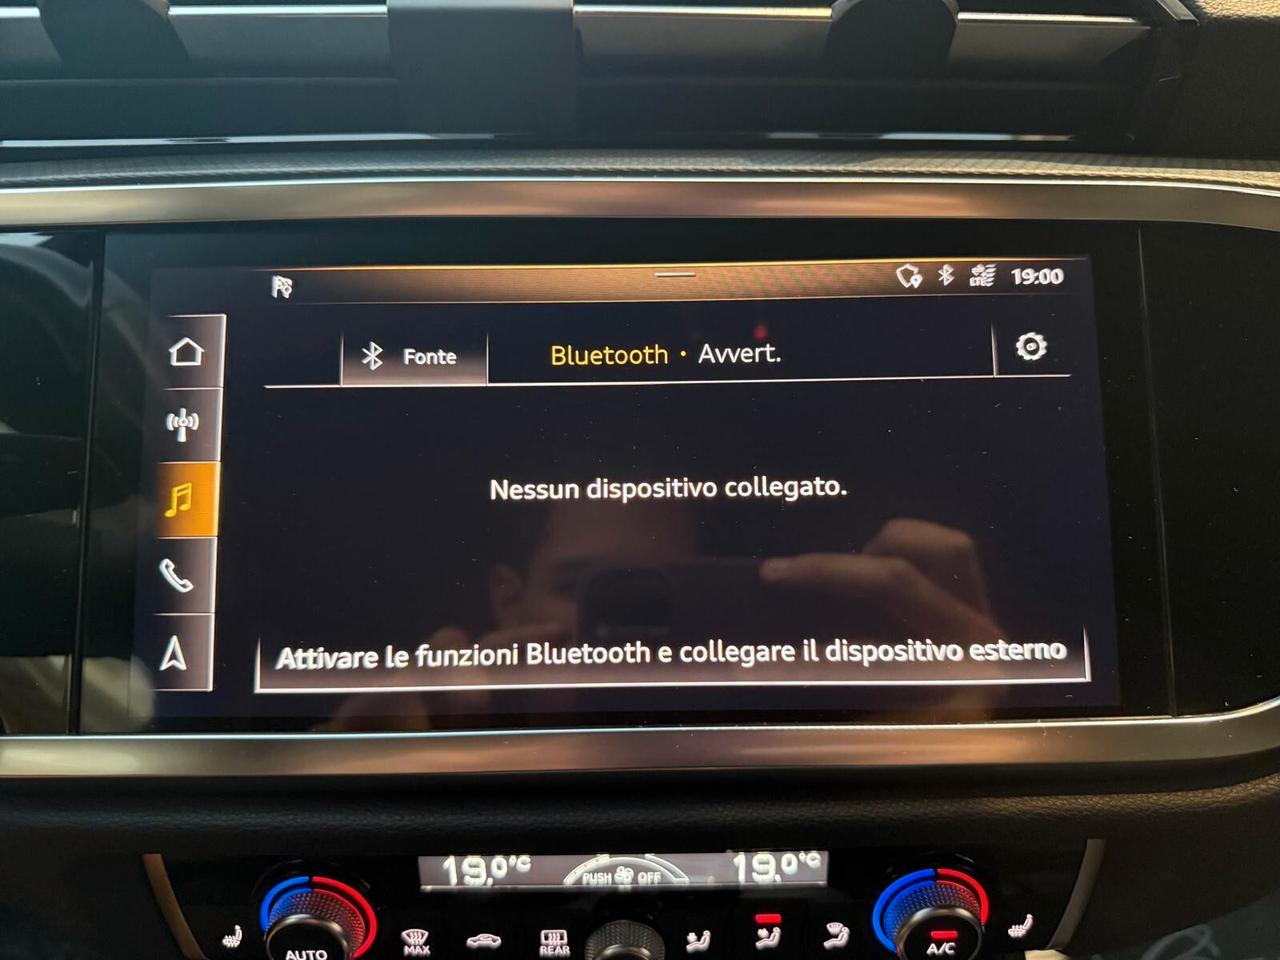 LTE 19:00
Fonte Bluetooth • Avvert.
Nessun dispositivo collegato.
Attivare le funzioni Bluetooth e collegare il dispositivo esterno
19,0°C PUSH OFF 19,0°C
AUTO MAX REAR A/C